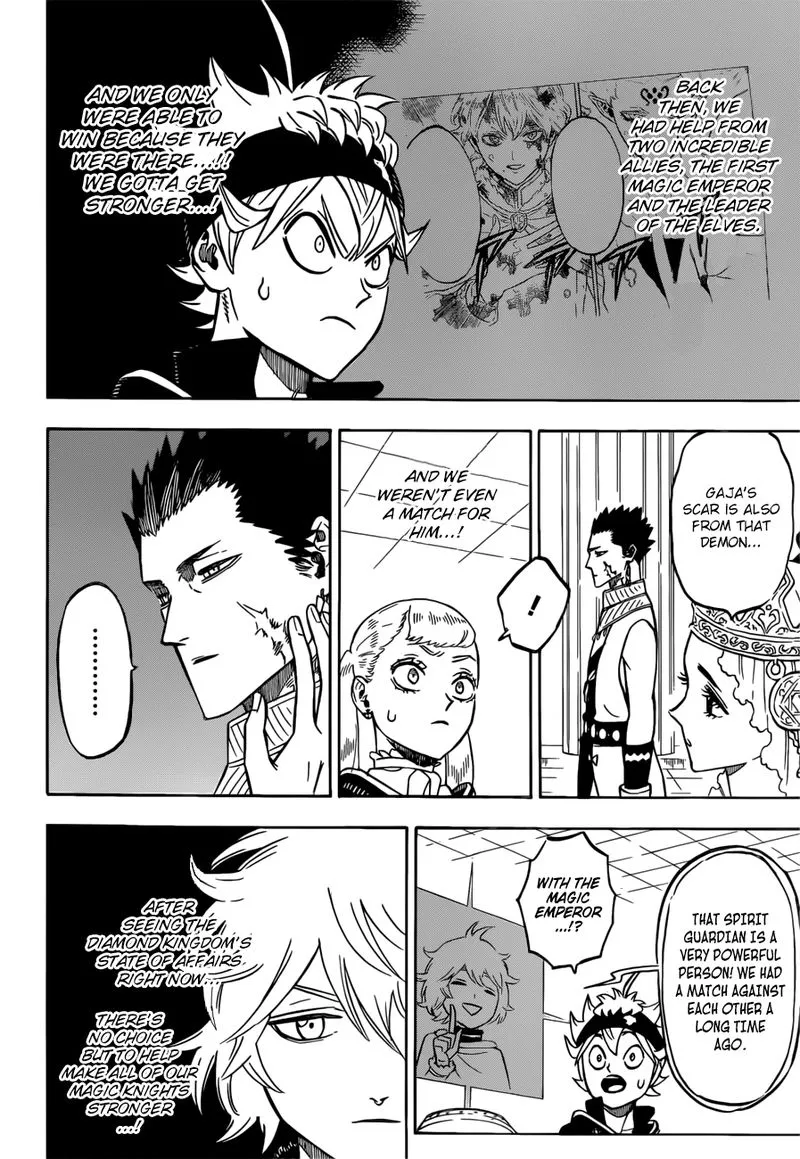 BACK
THEN, WE
HAD HELP FROM
TWO INCREDIBLE
ALLIES, THE FIRST
MAGIC EMPEROR
AND THE LEADER
OF THE ELVES.
AND WE ONLY
WERE ABLE TO
WIN BECAUSE THEY
WERE THERE...!!
WE GOTTA GET
STRONGER...!
GAJA'S
SCAR IS ALSO
FROM THAT
DEMON...
!
AND WE
WEREN'T EVEN
A MATCH FOR
HIM...!
.........
THAT SPIRIT
GUARDIAN IS A
VERY POWERFUL
PERSON! WE HAD
A MATCH AGAINST
EACH OTHER A
LONG TIME
AGO.
WITH THE
MAGIC
EMPEROR
...!?
AFTER
SEEING THE
DIAMOND KINGDOM'S
STATE OF AFFAIRS
RIGHT NOW...
THERE'S
NO CHOICE
BUT TO HELP
MAKE ALL OF OUR
MAGIC KNIGHTS
STRONGER
...!